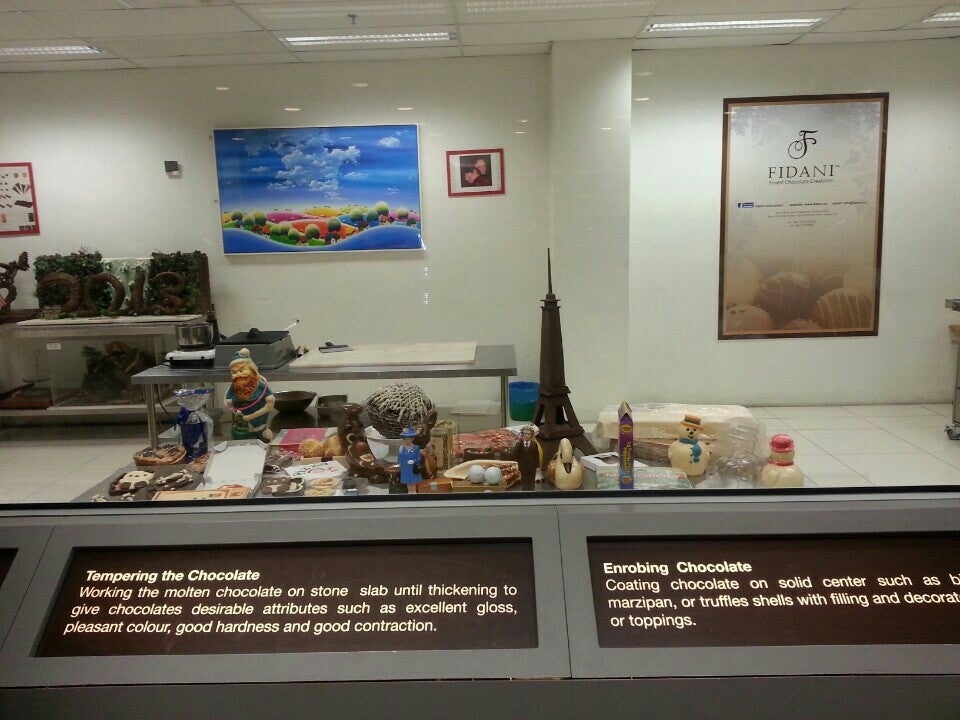 FIDANI
Finest Chocolate Creations
2013
Tempering the Chocolate
Working the molten chocolate on stone slab until thickening to
give chocolates desirable attributes such as excellent gloss,
pleasant colour, good hardness and good contraction.
Enrobing Chocolate
Coating chocolate on solid center such as
marzipan, or truffles shells with filling and decorat
or toppings.